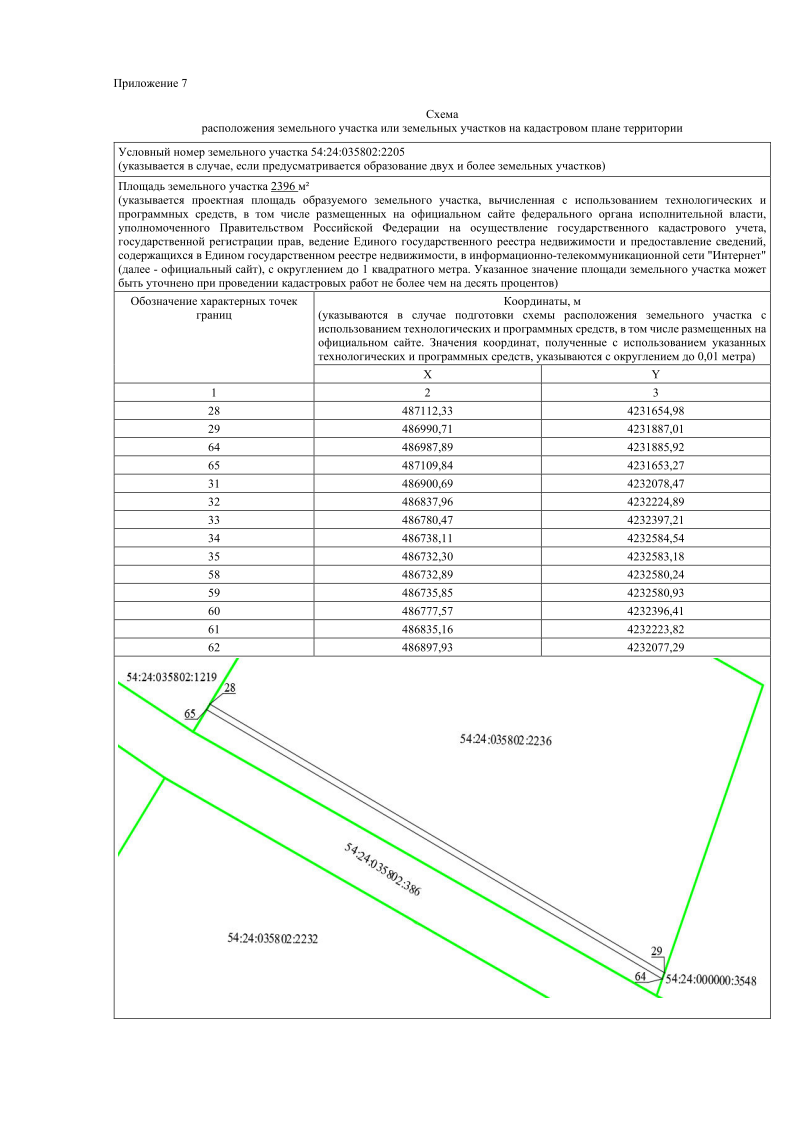 Приложение 7
Схема
расположения земельного участка или земельных участков на кадастровом плане территории
Условный номер земельного участка 54:24:035802:2205
(указывается в случае, если предусматривается образование двух и более земельных участков)
Площадь земельного участка 2396 м²
(указывается проектная площадь образуемого земельного участка, вычисленная с использованием технологических и
программных средств, в том числе размещенных на официальном сайте федерального органа исполнительной власти,
уполномоченного Правительством Российской Федерации на осуществление государственного кадастрового учета,
государственной регистрации прав, ведение Единого государственного реестра недвижимости и предоставление сведений,
содержащихся в Едином государственном реестре недвижимости, в информационно-телекоммуникационной сети "Интернет"
(далее - официальный сайт), с округлением до 1 квадратного метра. Указанное значение площади земельного участка может
быть уточнено при проведении кадастровых работ не более чем на десять процентов)
Обозначение характерных точек
границ
Координаты, м
(указываются в случае подготовки схемы расположения земельного участка с
использованием технологических и программных средств, в том числе размещенных на
официальном сайте. Значения координат, полученные с использованием указанных
технологических и программных средств, указываются с округлением до 0,01 метра)
X Y
1 2 3
28 487112,33 4231654,98
29 486990,71 4231887,01
64 486987,89 4231885,92
65 487109,84 4231653,27
31 486900,69 4232078,47
32 486837,96 4232224,89
33 486780,47 4232397,21
34 486738,11 4232584,54
35 486732,30 4232583,18
58 486732,89 4232580,24
59 486735,85 4232580,93
60 486777,57 4232396,41
61 486835,16 4232223,82
62 486897,93 4232077,29
54:24:035802:1219
28
65
54:24:035802:2236
54:24:035802:386
54:24:035802:2232
29
64
54:24:000000:3548